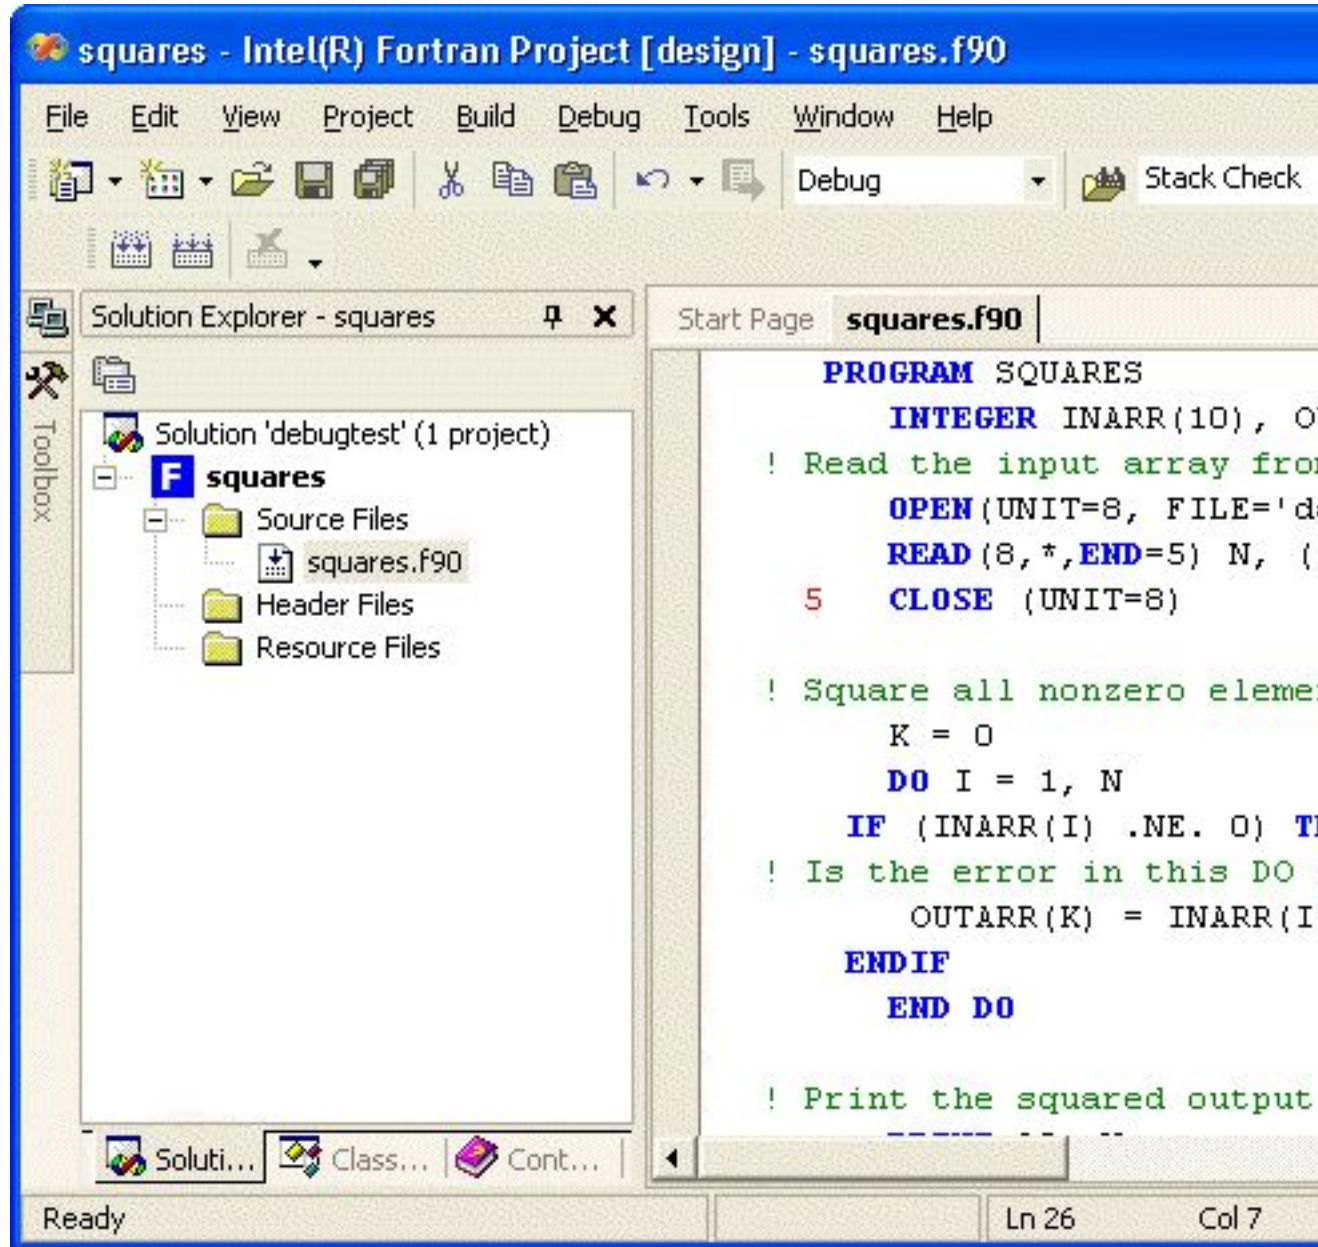 squares - Intel(R) Fortran Project [design] - squares.f90
File Edit View Project Build Debug Tools Window Help
Debug Stack Check
Solution Explorer - squares
Toolbox
Solution 'debugtest' (1 project)
F squares
Source Files
squares.f90
Header Files
Resource Files
Soluti... Class... Cont...
Start Page squares.f90
PROGRAM SQUARES
INTEGER INARR(10), O
! Read the input array
OPEN(UNIT=8, FILE='d
READ(8,*,END=5) N, (
5 CLOSE (UNIT=8)
! Square all nonzero
K = 0
DO I = 1, N
IF (INARR(I) .NE. 0)
! Is the error in this DO
OUTARR(K) = INARR(I
ENDIF
END DO
! Print the squared output
Ready Ln 26 Col 7